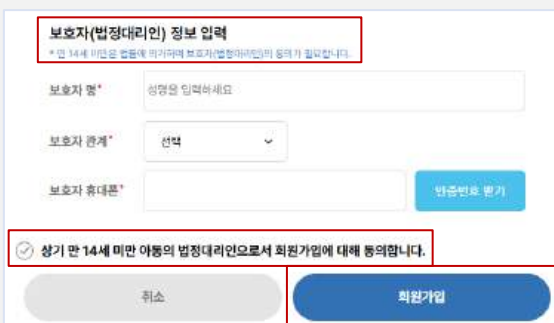 보호자(법정대리인) 정보 입력
* 만 14세 미만은 법률에 의거하여 보호자(법정대리인)의 동의가 필요합니다.
보호자 명*
성명을 입력하세요
보호자 관계*
선택
보호자 휴대폰*
인증번호 받기
상기 만 14세 미만 아동의 법정대리인으로서 회원가입에 대해 동의합니다.
취소
회원가입